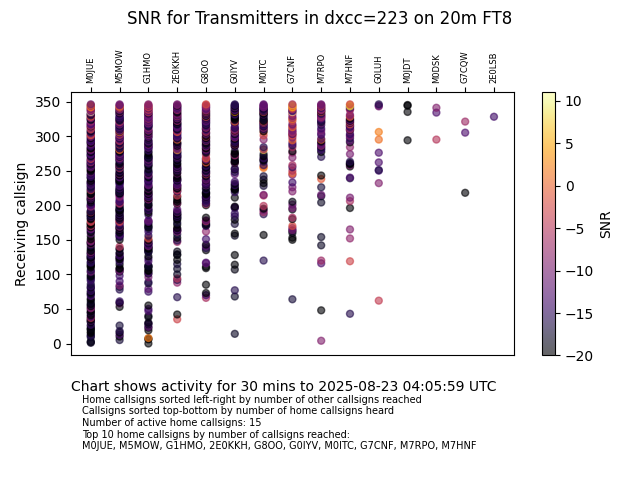 SNR for Transmitters in dxcc=223 on 20m FT8
M0JUE M5MOW G1HMO 2E0KKH G8OO G0IYV M0ITC G7CNF M7RPO M7HNF G0LUH M0JDT M0DSK G7CQW 2E0LSB
350
300
250
200
150
100
50
0
Receiving callsign
10
5
0
−5
−10
−15
−20
SNR
Chart shows activity for 30 mins to 2025-08-23 04:05:59 UTC
Home callsigns sorted left-right by number of other callsigns reached
Callsigns sorted top-bottom by number of home callsigns heard
Number of active home callsigns: 15
Top 10 home callsigns by number of callsigns reached:
M0JUE, M5MOW, G1HMO, 2E0KKH, G8OO, G0IYV, M0ITC, G7CNF, M7RPO, M7HNF